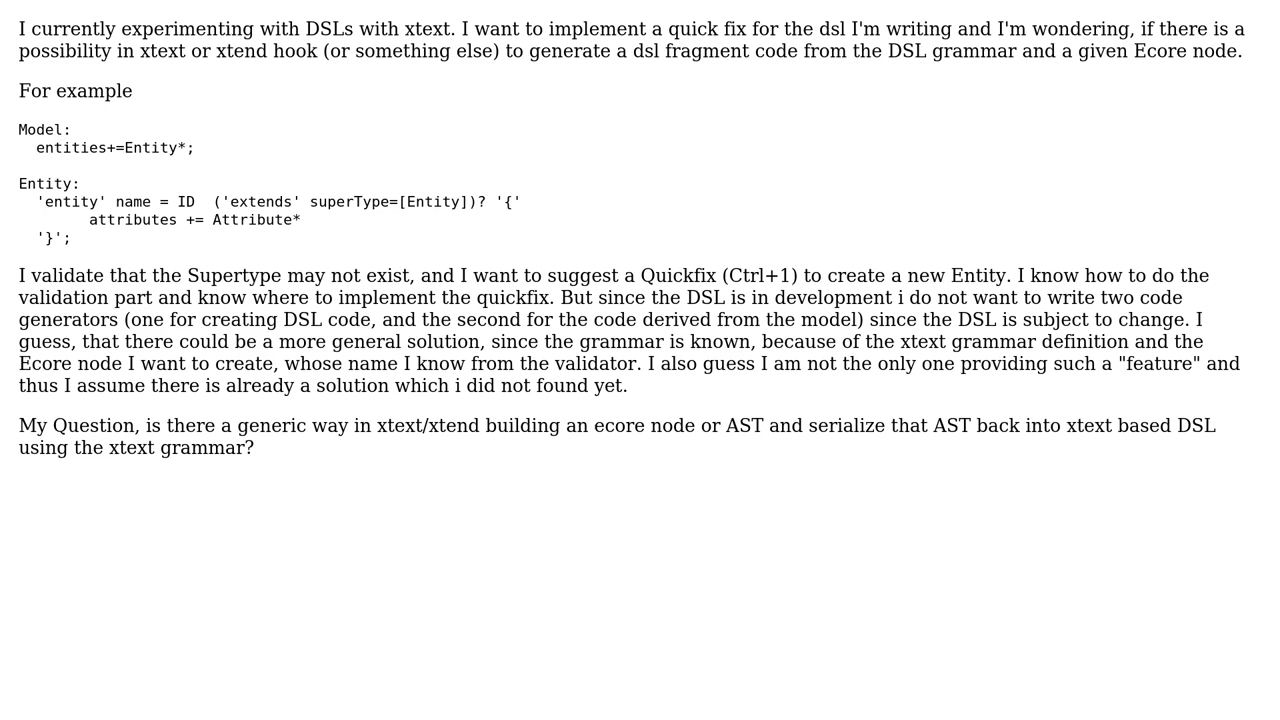 I currently experimenting with DSLs with xtext. I want to implement a quick fix for the dsl I'm writing and I'm wondering, if there is a
possibility in xtext or xtend hook (or something else) to generate a dsl fragment code from the DSL grammar and a given Ecore node.
For example
Model:
  entities+=Entity*;
Entity:
  'entity' name = ID  ('extends' superType=[Entity])? '{'
        attributes += Attribute*
  '}';
I validate that the Supertype may not exist, and I want to suggest a Quickfix (Ctrl+1) to create a new Entity. I know how to do the
validation part and know where to implement the quickfix. But since the DSL is in development i do not want to write two code
generators (one for creating DSL code, and the second for the code derived from the model) since the DSL is subject to change. I
guess, that there could be a more general solution, since the grammar is known, because of the xtext grammar definition and the
Ecore node I want to create, whose name I know from the validator. I also guess I am not the only one providing such a "feature" and
thus I assume there is already a solution which i did not found yet.
My Question, is there a generic way in xtext/xtend building an ecore node or AST and serialize that AST back into xtext based DSL
using the xtext grammar?